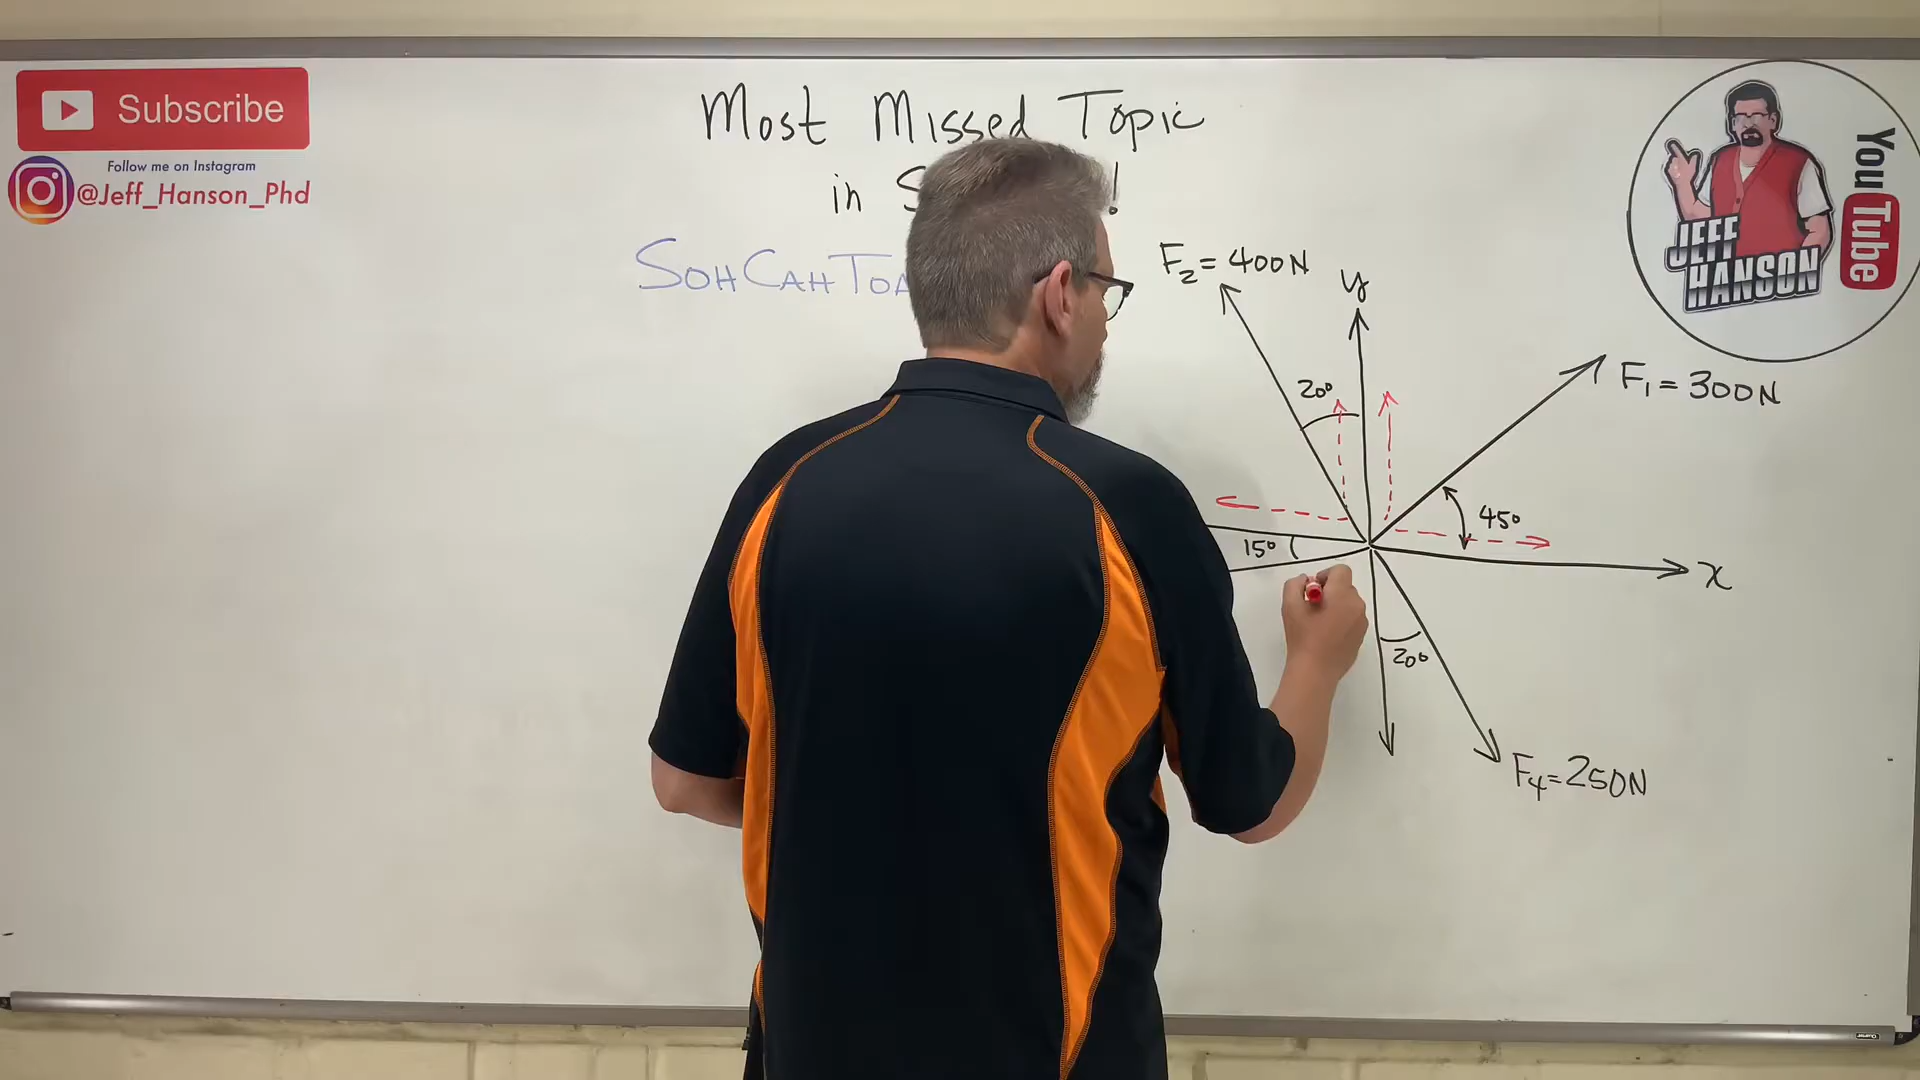 Subscribe
Follow me on Instagram
@Jeff_Hanson_Phd
Most Missed Topic
in
!
SOHCAHTOA
F₂ = 400N
y
YouTube
JEFF
HANSON
F₁ = 300N
20°
45°
15°
x
20°
F₄ = 250N